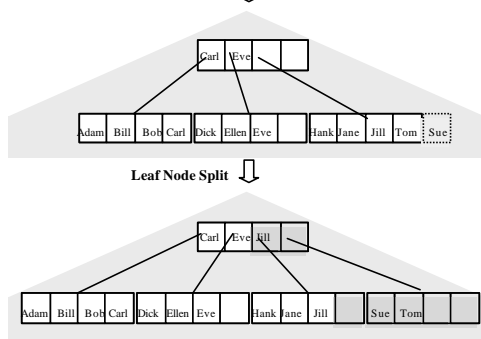 Carl Eve
Adam Bill Bob Carl Dick Ellen Eve Hank Jane Jill Tom Sue
Leaf Node Split
Carl Eve Jill
Adam Bill Bob Carl Dick Ellen Eve Hank Jane Jill Sue Tom